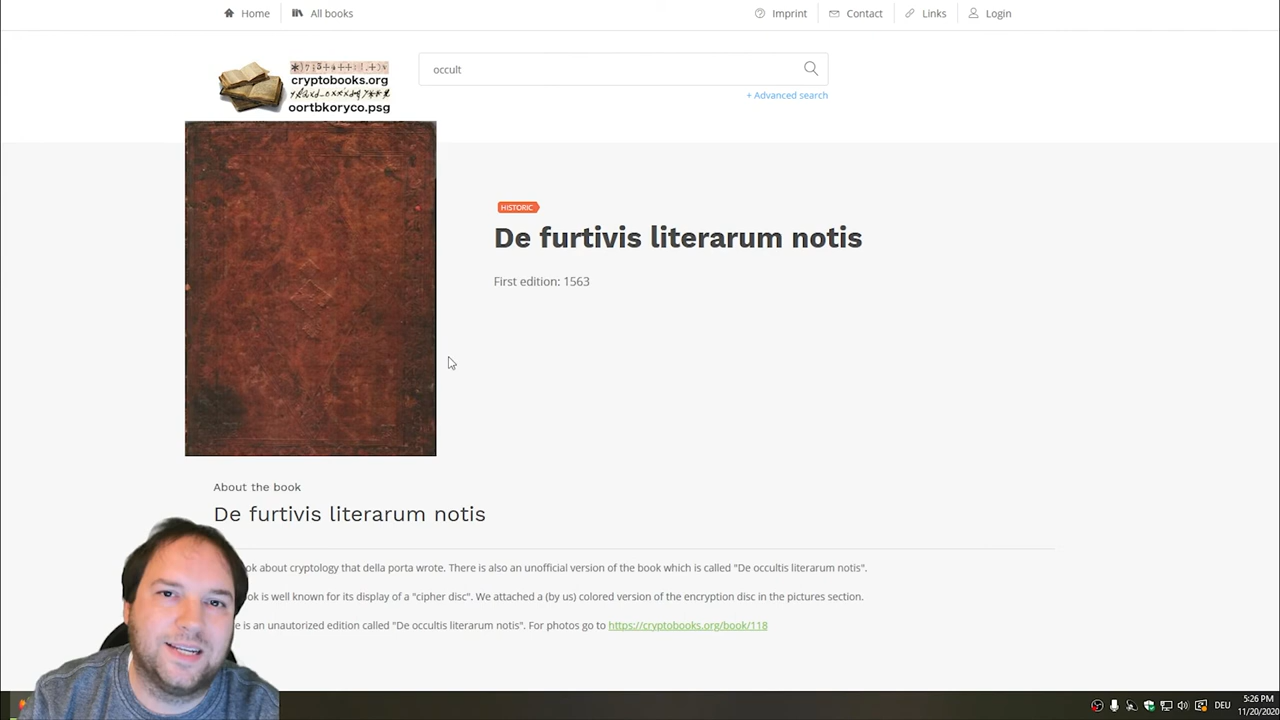 Home
All books
Imprint
Contact
Links
Login
cryptobooks.org
oortbkoryco.psg
occult
+ Advanced search
HISTORIC
De furtivis literarum notis
First edition: 1563
About the book
De furtivis literarum notis
about cryptology that della porta wrote. There is also an unofficial version of the book which is called "De occultis literarum notis".
is well known for its display of a "cipher disc". We attached a (by us) colored version of the encryption disc in the pictures section.
is an unautorized edition called "De occultis literarum notis". For photos go to https://cryptobooks.org/book/118
DEU
5:26 PM
11/20/2020